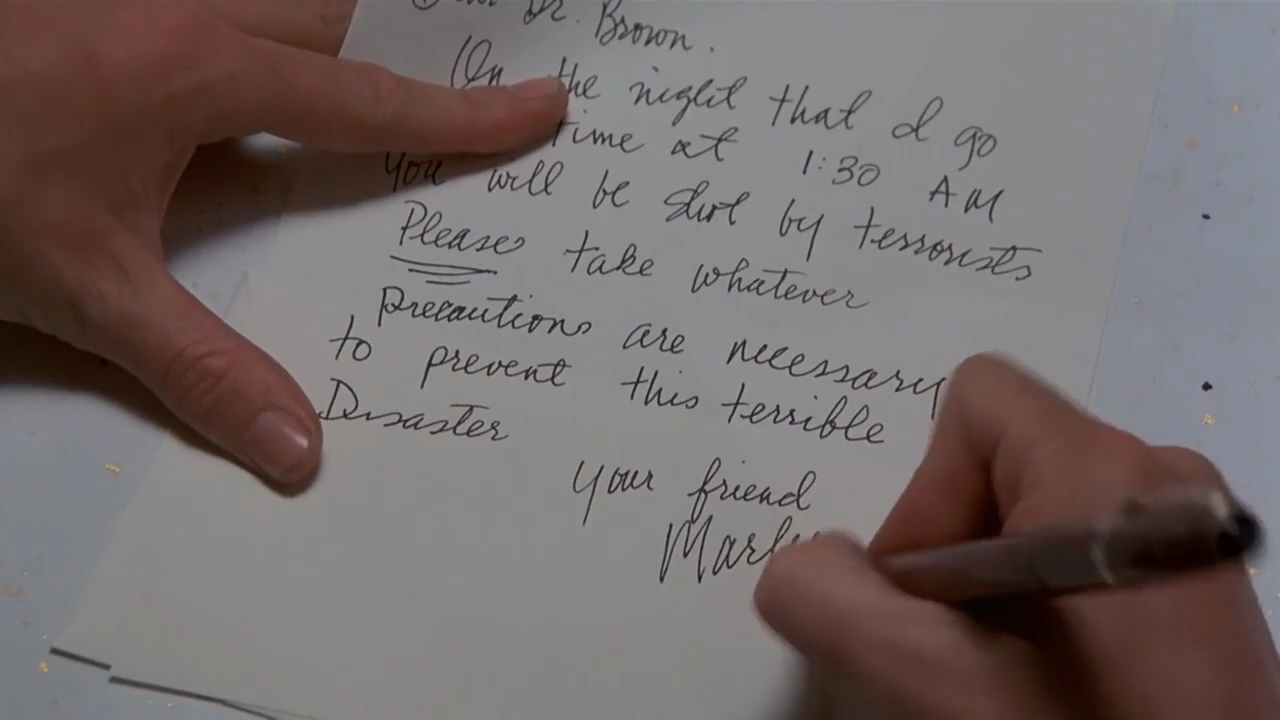 Dear Dr. Brown.
On the night that I go
time at 1:30 AM
you will be shot by terrorists
Please take whatever
precautions are necessary
to prevent this terrible
Disaster
your friend